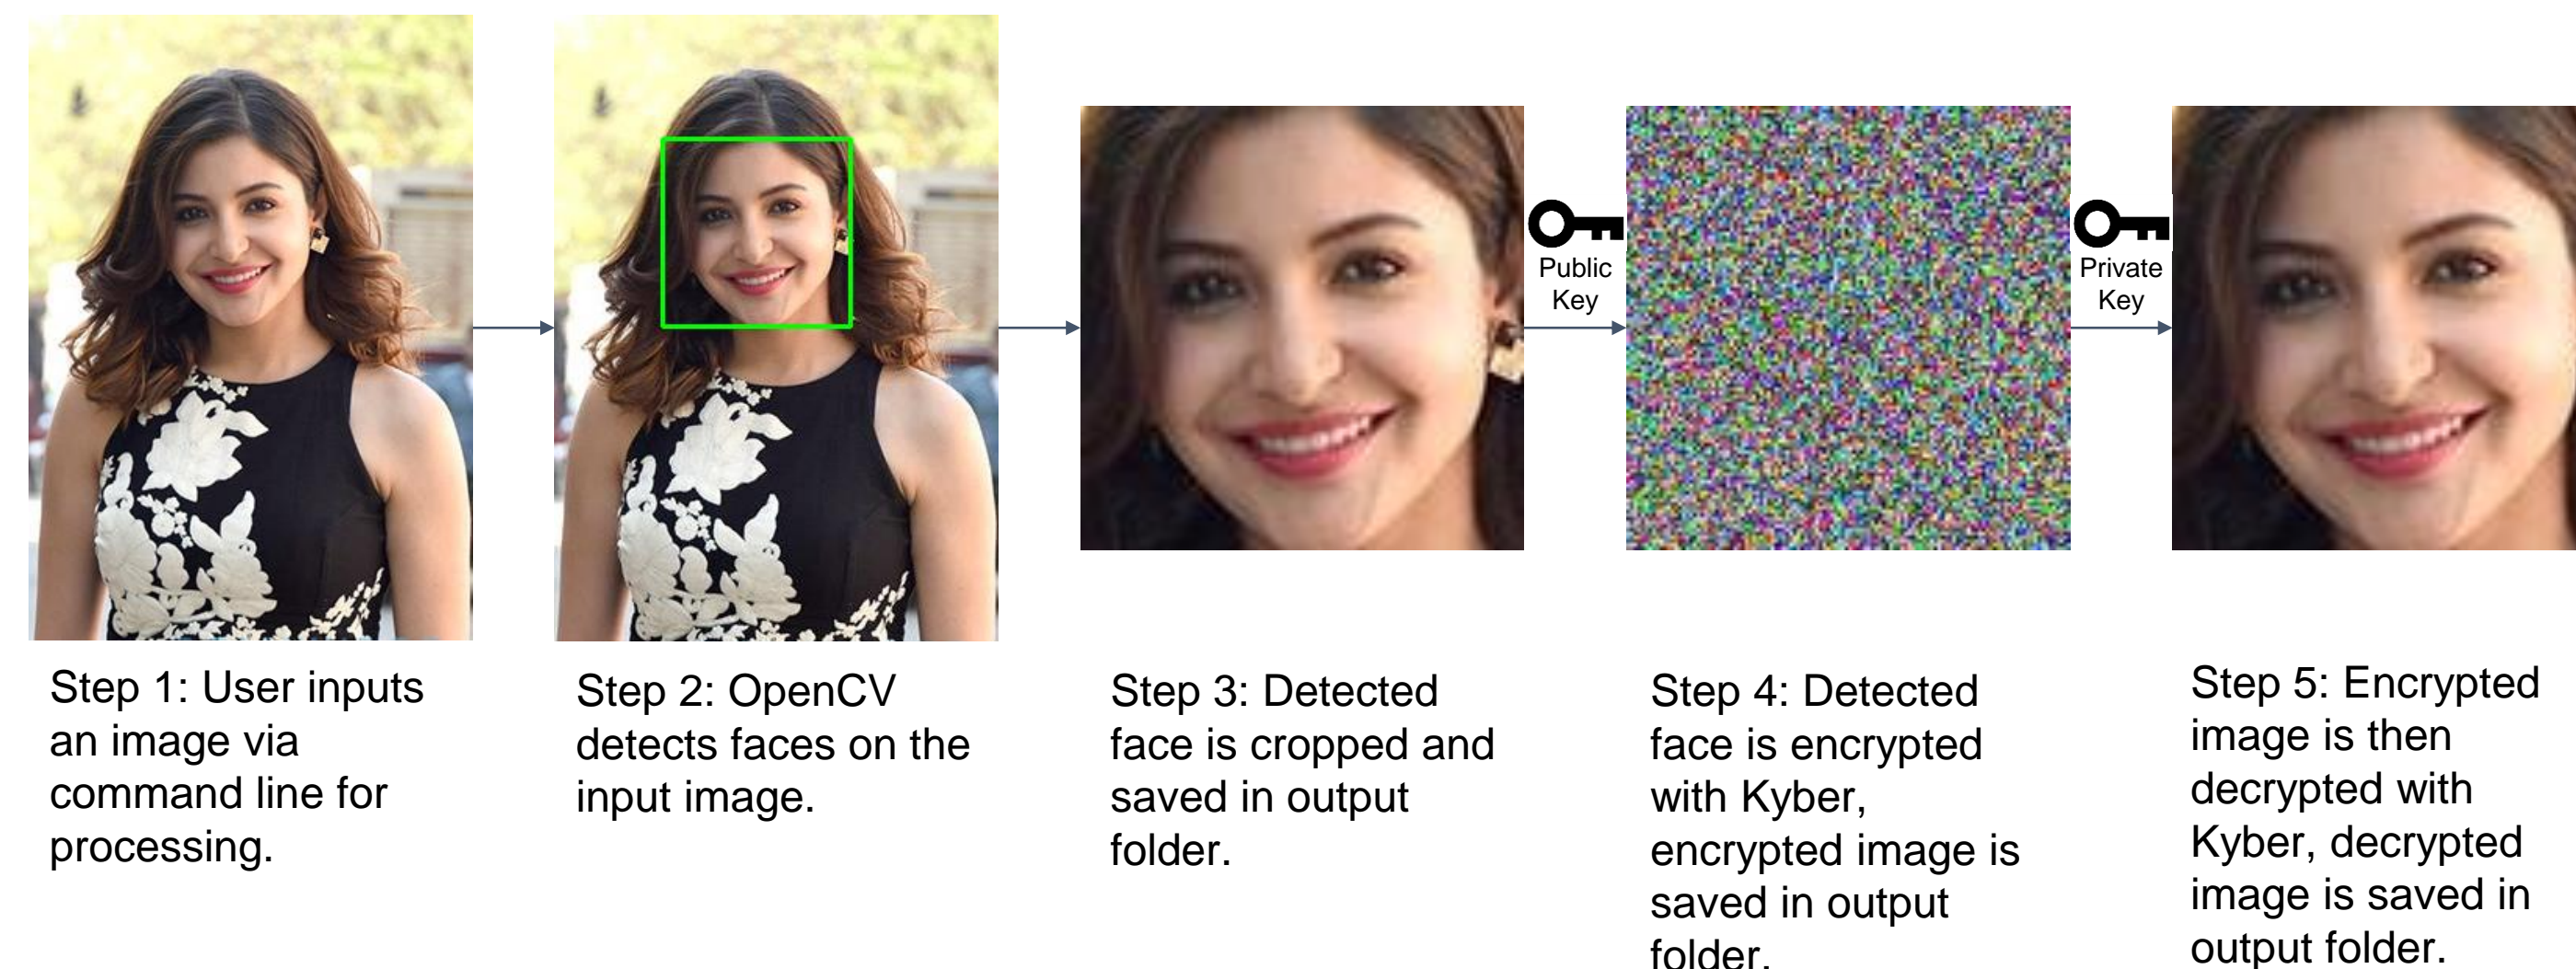 Public
Key
Private
Key
Step 1: User inputs
an image via
command line for
processing.
Step 2: OpenCV
detects faces on the
input image.
Step 3: Detected
face is cropped and
saved in output
folder.
Step 4: Detected
face is encrypted
with Kyber,
encrypted image is
saved in output
folder.
Step 5: Encrypted
image is then
decrypted with
Kyber, decrypted
image is saved in
output folder.